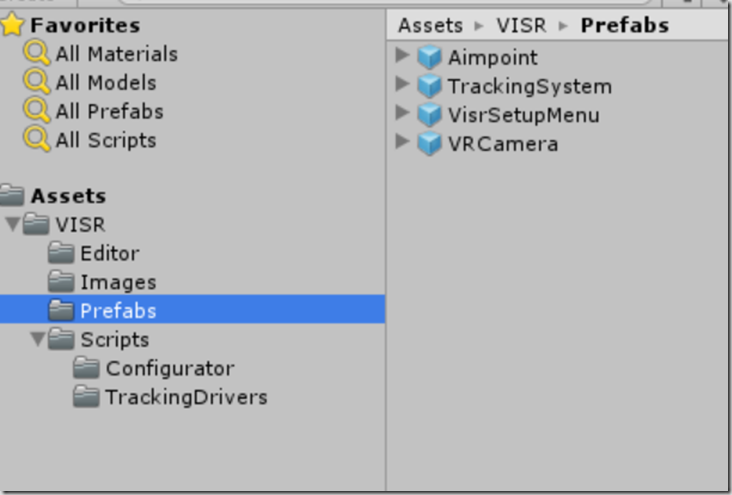 Favorites
All Materials
All Models
All Prefabs
All Scripts
Assets
VISR
Editor
Images
Prefabs
Scripts
Configurator
TrackingDrivers
Assets ▸ VISR ▸ Prefabs
Aimpoint
TrackingSystem
VisrSetupMenu
VRCamera